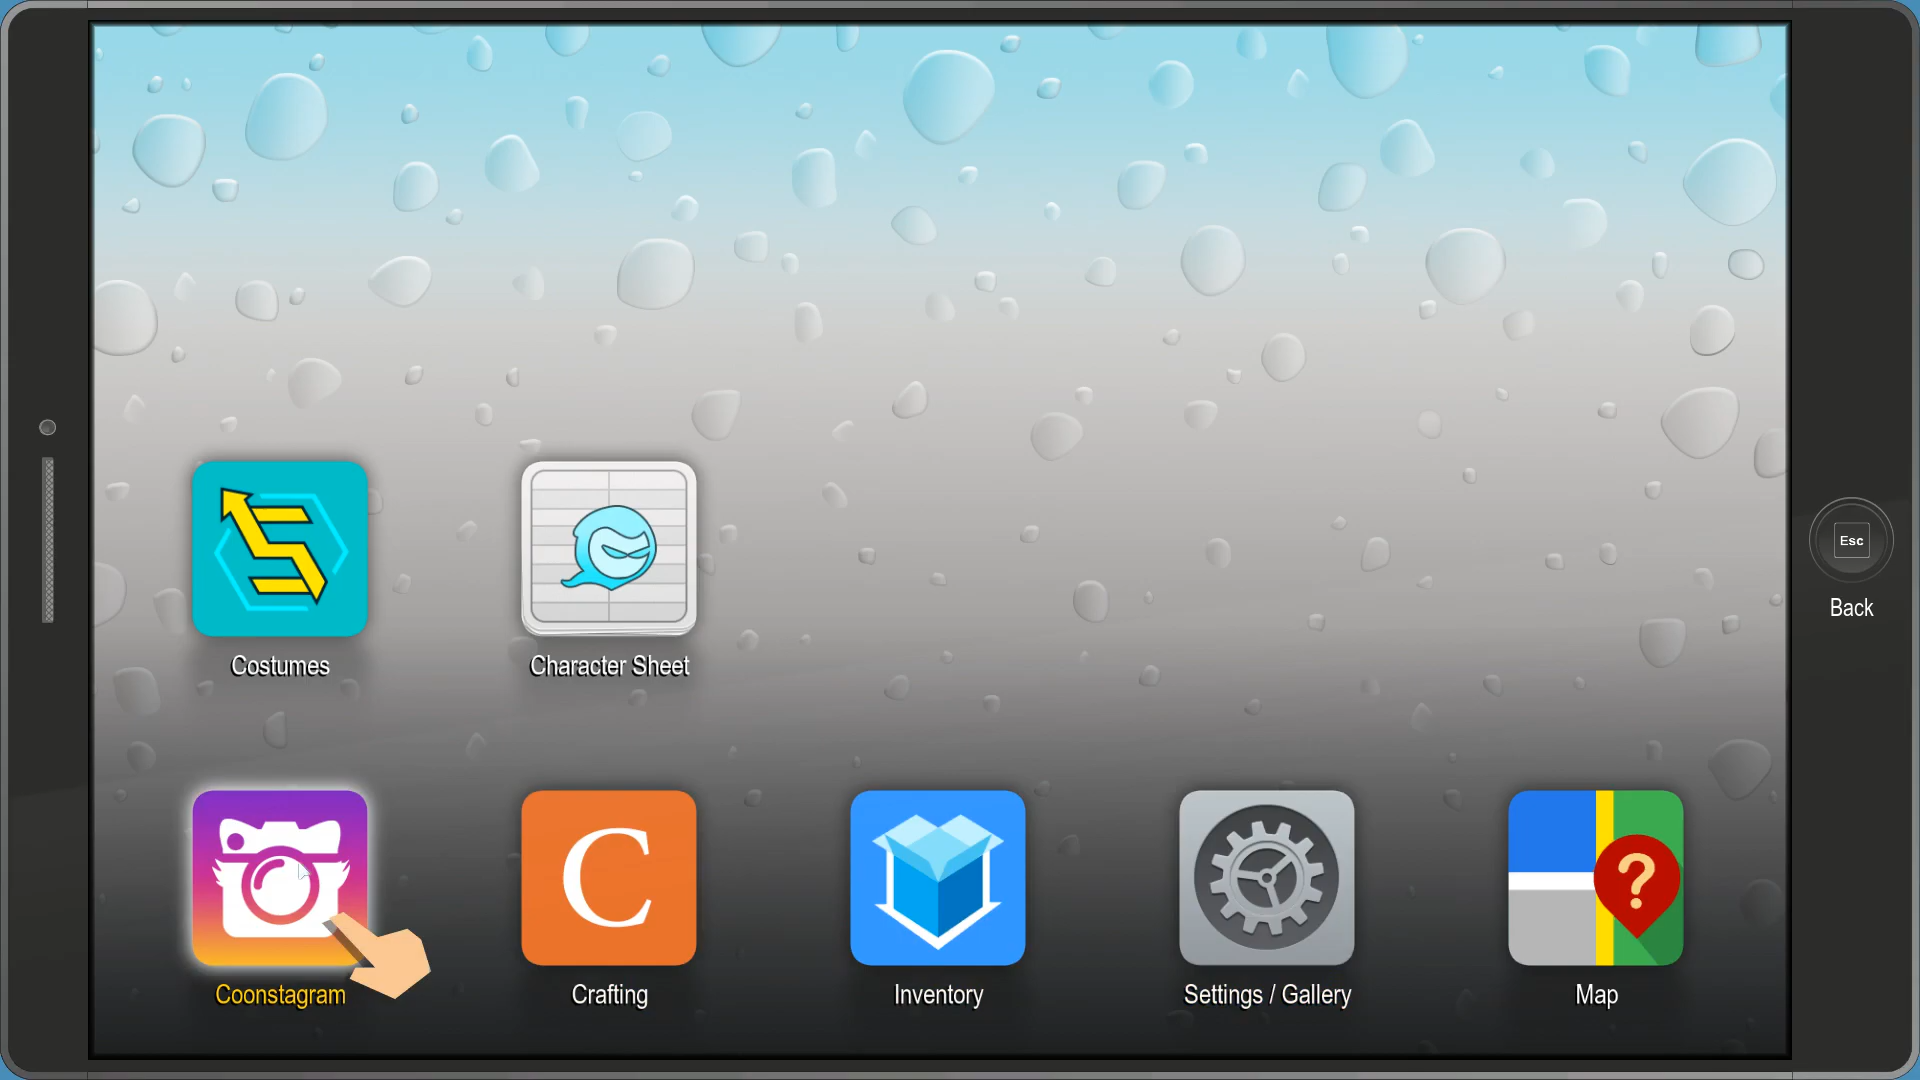 Costumes
Character Sheet
Esc
Back
C
?
Coonstagram
Crafting
Inventory
Settings / Gallery
Map